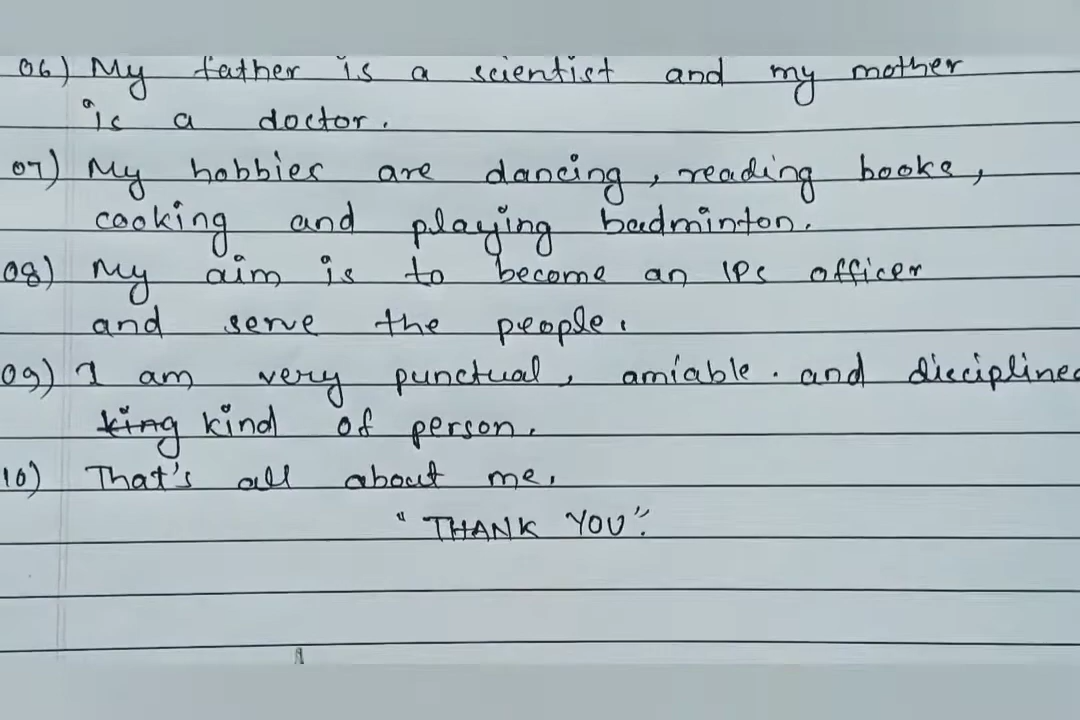 06) My father is a scientist and my mother
is a doctor.
07) My hobbies are dancing, reading books,
cooking and playing badminton.
08) My aim is to become an IPS officer
and serve the people.
09) I am very punctual, amiable. and disciplined
king kind of person.
10) That's all about me.
"THANK YOU".